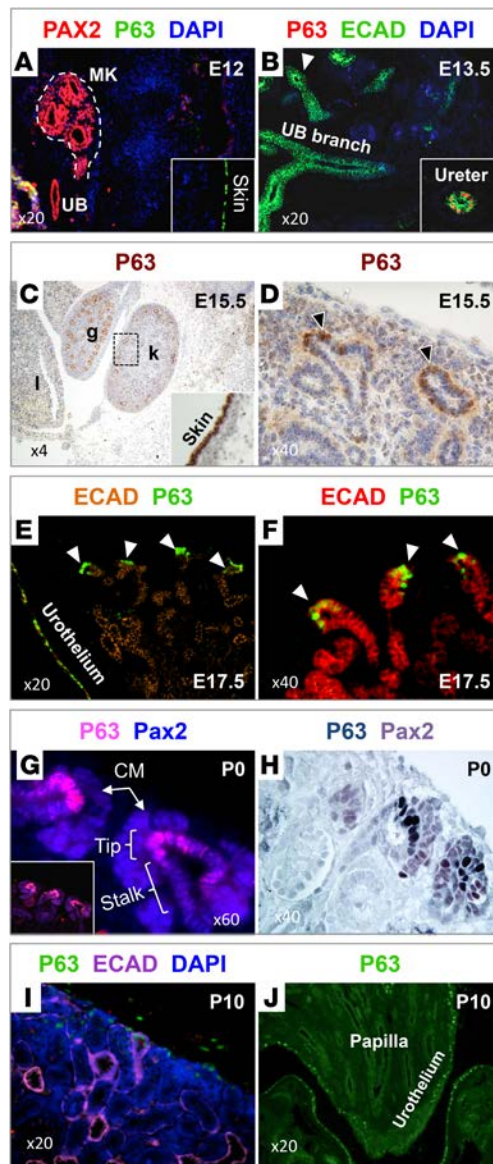 PAX2 P63 DAPI
P63 ECAD DAPI
A
MK
E12
UB
Skin
x20
B
E13.5
UB branch
Ureter
x20
P63
P63
C
E15.5
g
k
l
Skin
x4
D
E15.5
x40
ECAD P63
ECAD P63
E
Urothelium
x20
E17.5
F
x40
E17.5
P63 Pax2
P63 Pax2
G
P0
CM
Tip
Stalk
x60
H
P0
x40
P63 ECAD DAPI
P63
I
P10
x20
J
P10
Papilla
Urothelium
x20